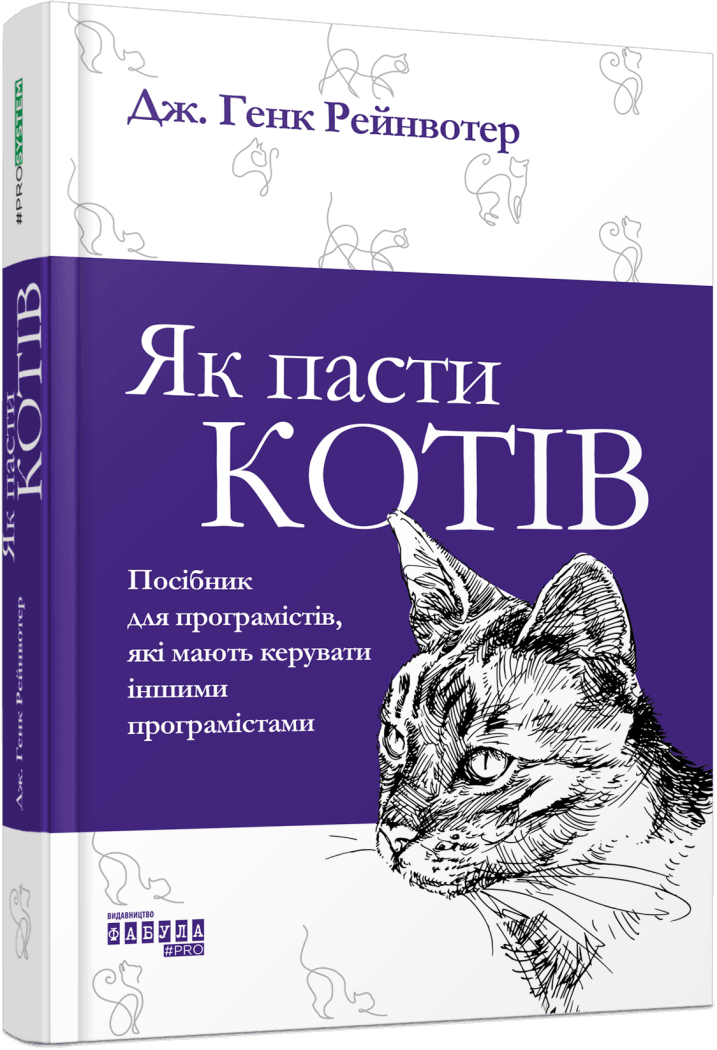 Дж. Генк Рейнвотер
Як пасти
КОТІВ
Посібник
для програмістів,
які мають керувати
іншими
програмістами
ВИДАВНИЦТВО
ФАБУЛА
#PRO
#PROSYSTEM
Як пасти
КОТІВ
Дж. Генк Рейнвотер